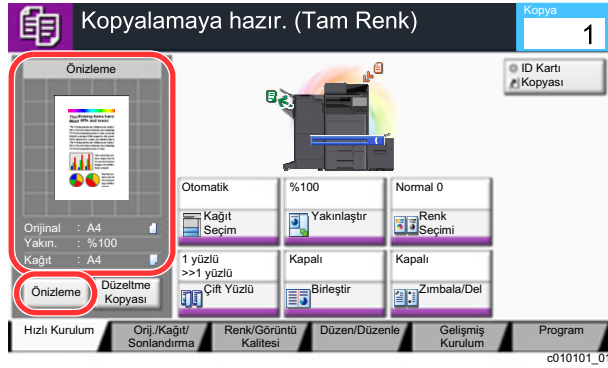 Kopyalamaya hazır. (Tam Renk)
Kopya
1
Önizleme
Orijinal : A4
Yakın. : %100
Kağıt : A4
Önizleme
Düzeltme
Kopyası
ID Kartı
Kopyası
Otomatik
Kağıt
Seçim
%100
Yakınlaştır
Normal 0
Renk
Seçimi
1 yüzlü
>>1 yüzlü
Çift Yüzlü
Kapalı
Birleştir
Kapalı
Zımbala/Del
Hızlı Kurulum
Orij./Kağıt/
Sonlandırma
Renk/Görüntü
Kalitesi
Düzen/Düzenle
Gelişmiş
Kurulum
Program
c010101_01